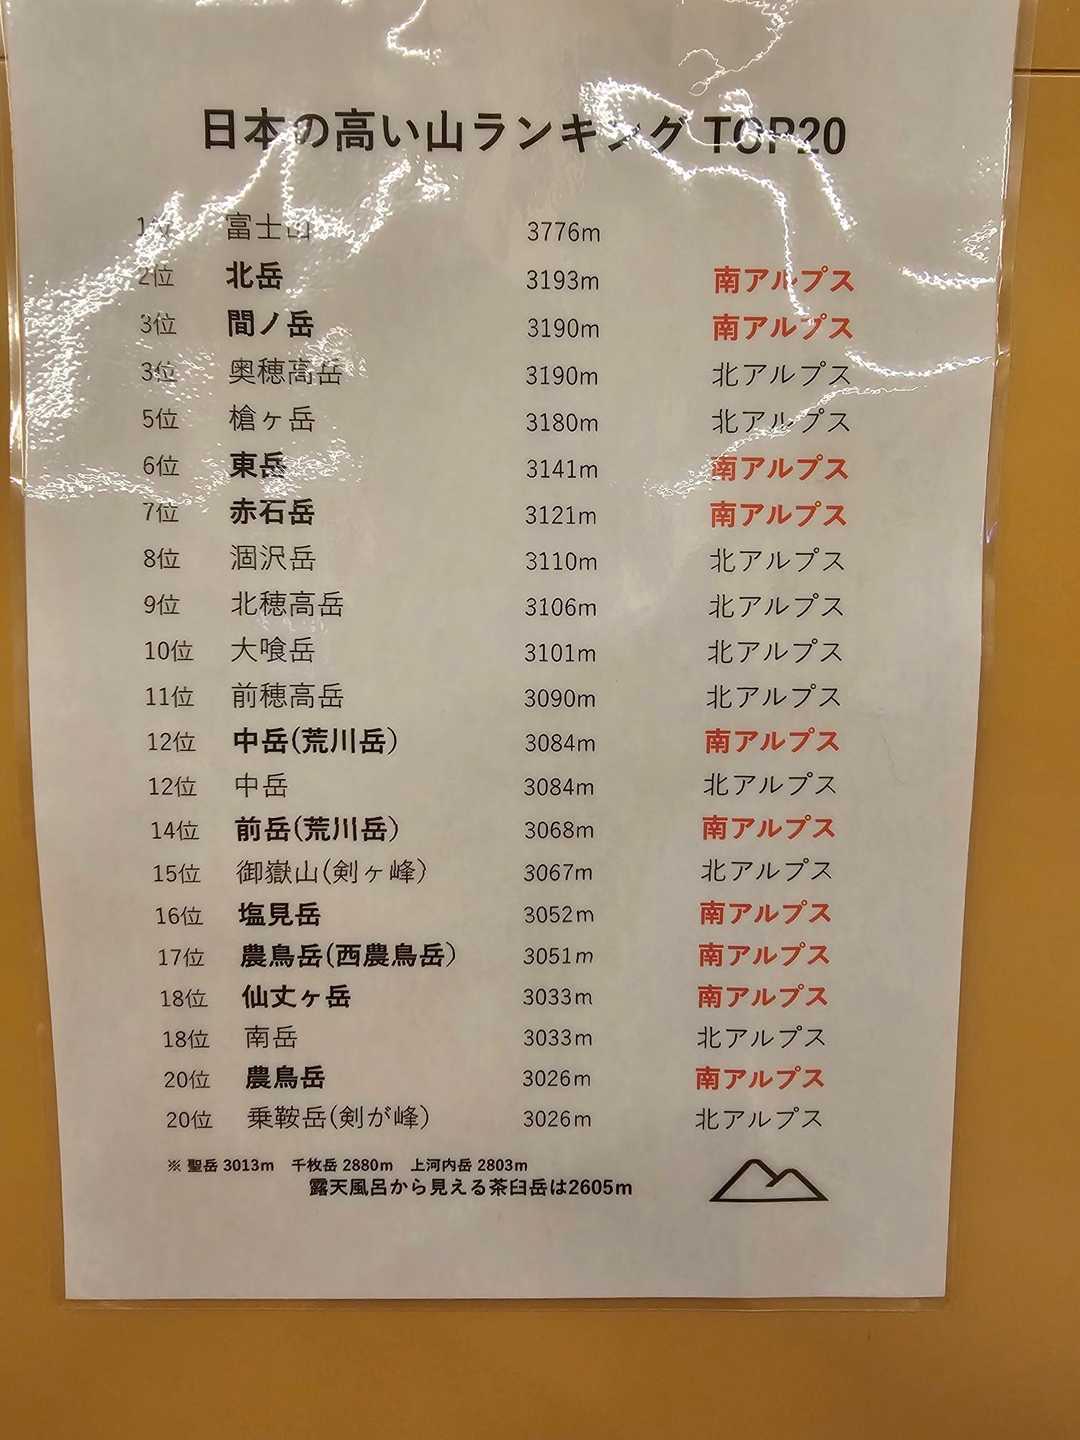 日本の高い山ランキング TOP20
1位 富士山 3776m
2位 北岳 3193m 南アルプス
3位 間ノ岳 3190m 南アルプス
3位 奥穂高岳 3190m 北アルプス
5位 槍ヶ岳 3180m 北アルプス
6位 東岳 3141m 南アルプス
7位 赤石岳 3121m 南アルプス
8位 涸沢岳 3110m 北アルプス
9位 北穂高岳 3106m 北アルプス
10位 大喰岳 3101m 北アルプス
11位 前穂高岳 3090m 北アルプス
12位 中岳(荒川岳) 3084m 南アルプス
12位 中岳 3084m 北アルプス
14位 前岳(荒川岳) 3068m 南アルプス
15位 御嶽山(剣ヶ峰) 3067m 北アルプス
16位 塩見岳 3052m 南アルプス
17位 農鳥岳(西農鳥岳) 3051m 南アルプス
18位 仙丈ヶ岳 3033m 南アルプス
18位 南岳 3033m 北アルプス
20位 農鳥岳 3026m 南アルプス
20位 乗鞍岳(剣が峰) 3026m 北アルプス
※ 聖岳 3013m 千枚岳 2880m 上河内岳 2803m
露天風呂から見える茶臼岳は2605m